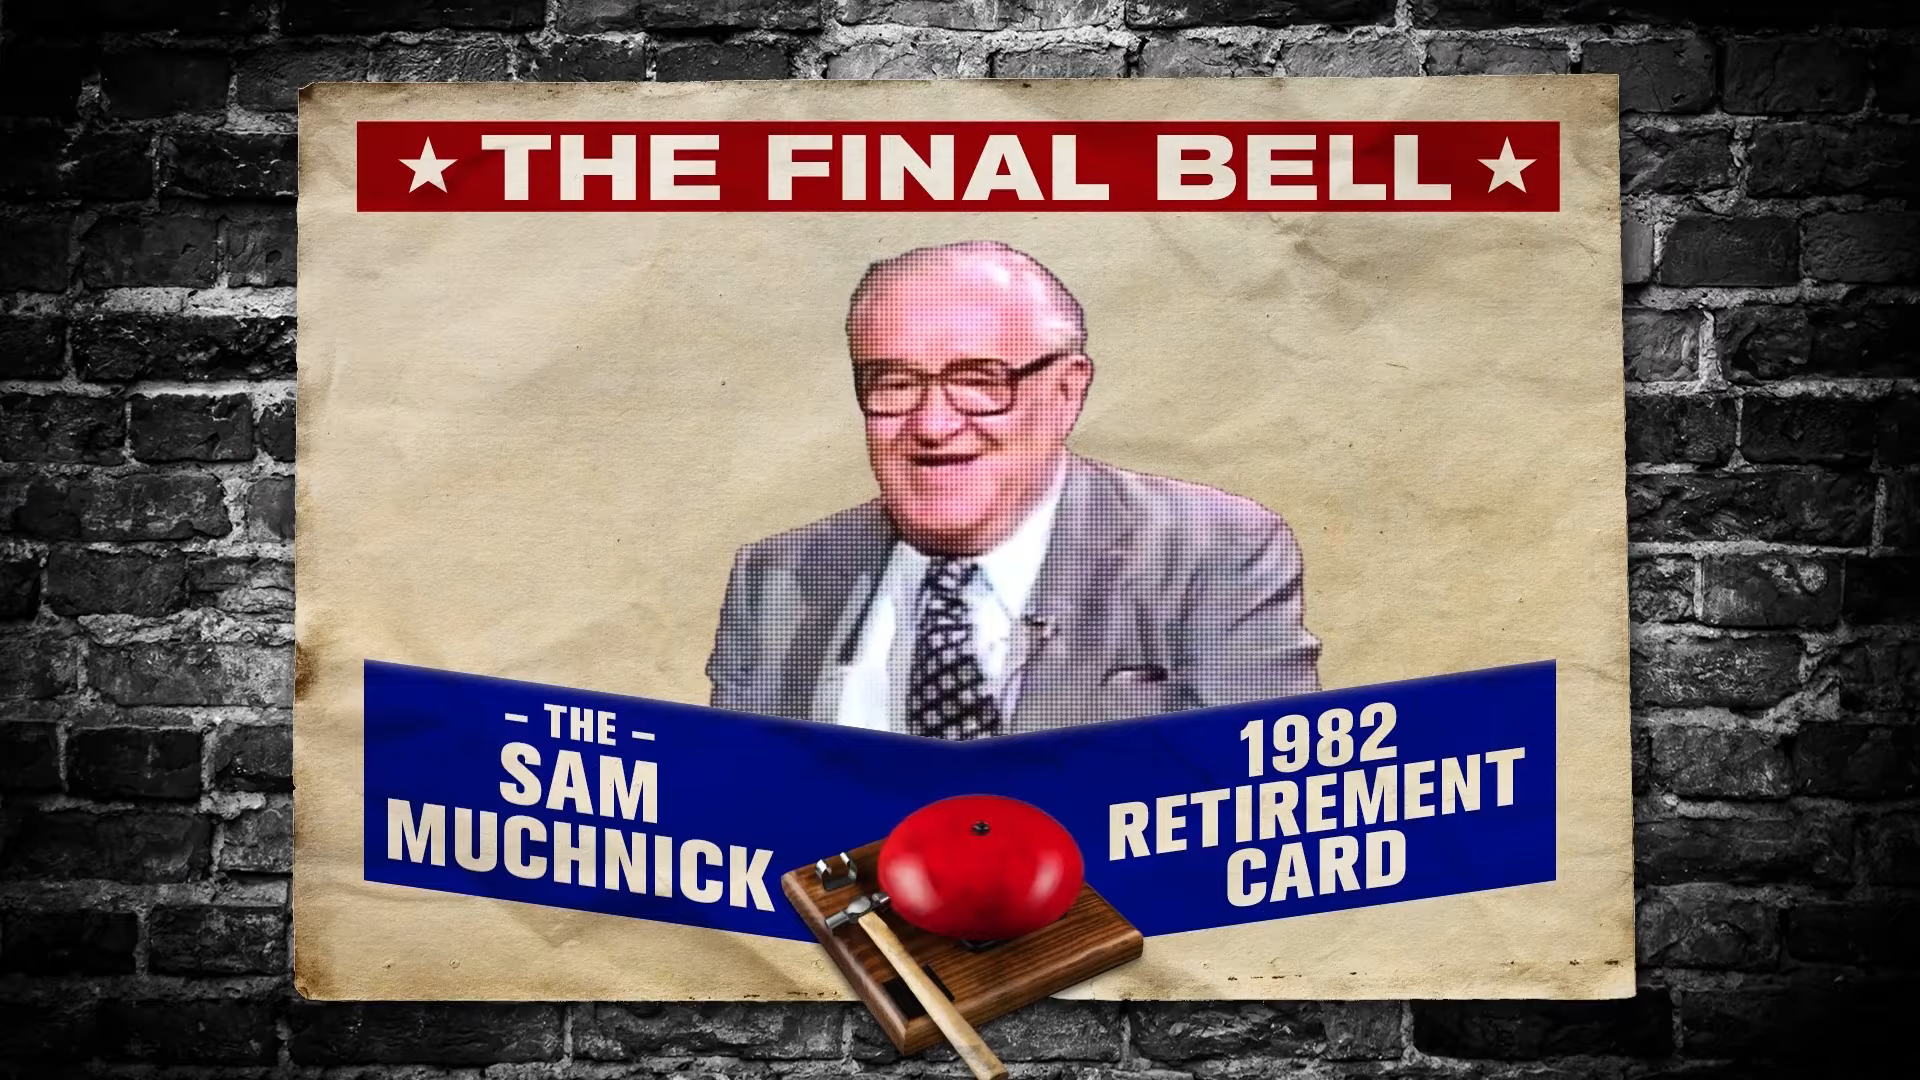 ★ THE FINAL BELL ★
– THE –
SAM
MUCHNICK
1982
RETIREMENT
CARD